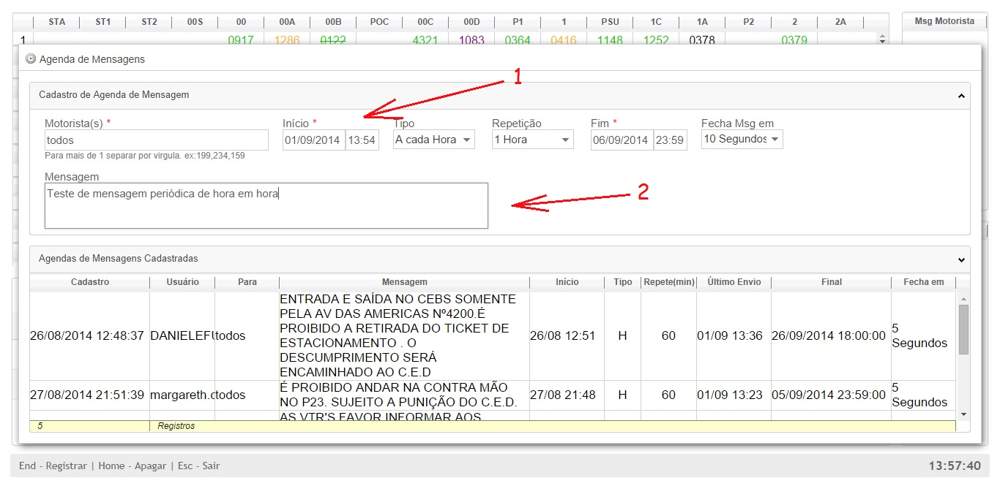 STA ST1 ST2 00S 00 00A 00B POC 00C 00D P1 1 PSU 1C 1A P2 2 2A Msg Motorista
1 0917 1286 0122 4321 1083 0364 0416 1148 1252 0378 0379
Agenda de Mensagens
1
Cadastro de Agenda de Mensagem
Motorista(s) * Início * Tipo Repetição Fim * Fecha Msg em
todos 01/09/2014 13:54 A cada Hora 1 Hora 06/09/2014 23:59 10 Segundos
Para mais de 1 separar por virgula. ex:199,234,159
Mensagem
Teste de mensagem periódica de hora em hora
2
Agendas de Mensagens Cadastradas
Cadastro Usuário Para Mensagem Início Tipo Repete(min) Último Envio Final Fecha em
26/08/2014 12:48:37 DANIELEFU todos
ENTRADA E SAÍDA NO CEBS SOMENTE
PELA AV DAS AMERICAS Nº4200.É
PROIBIDO A RETIRADA DO TICKET DE
ESTACIONAMENTO . O
DESCUMPRIMENTO SERÁ
ENCAMINHADO AO C.E.D
26/08 12:51 H 60 01/09 13:36 26/09/2014 18:00:00
5
Segundos
27/08/2014 21:51:39 margareth.c todos
É PROIBIDO ANDAR NA CONTRA MÃO
NO P23. SUJEITO A PUNIÇÃO DO C.E.D.
27/08 21:48 H 60 01/09 13:23 05/09/2014 23:59:00
5
Segundos
AS VTR'S FAVOR INFORMAR AOS
5 Registros
End - Registrar | Home - Apagar | Esc - Sair 13:57:40